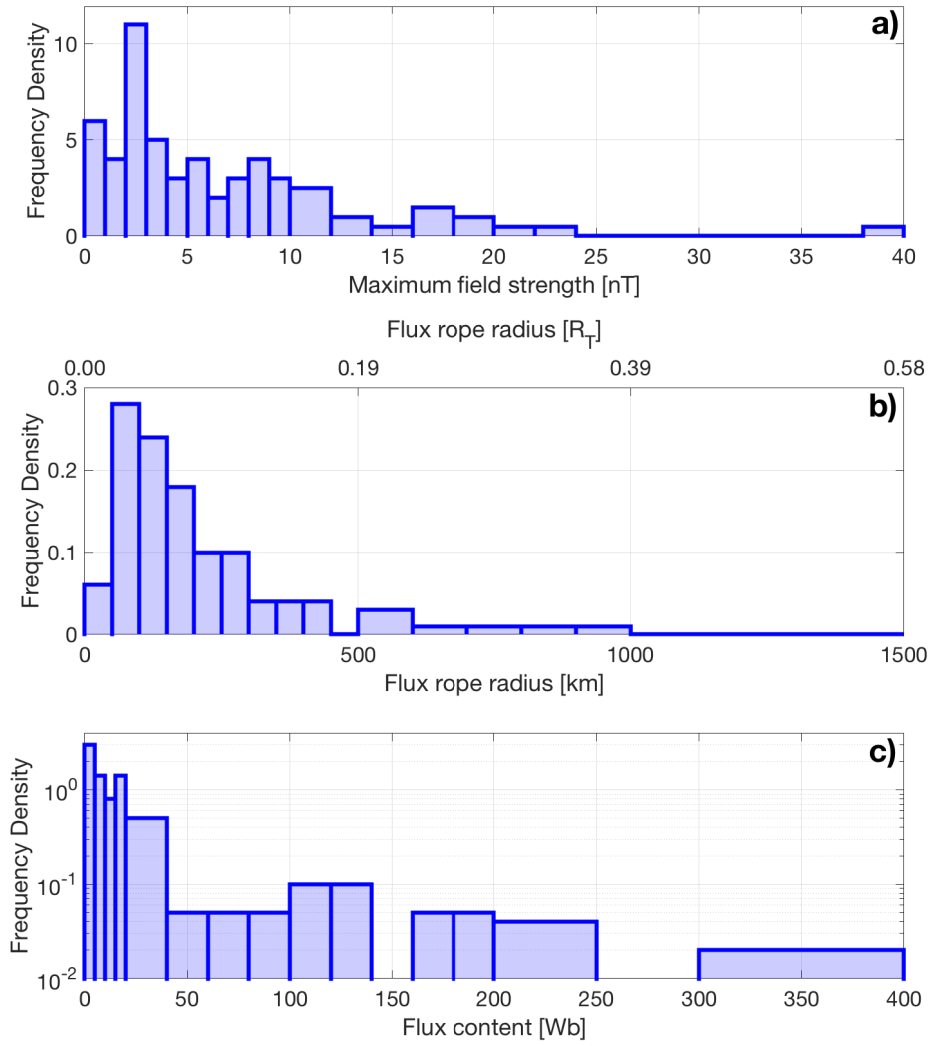 a)
Frequency Density
10
5
0
0 5 10 15 20 25 30 35 40
Maximum field strength [nT]
Flux rope radius [R_T]
0.00 0.19 0.39 0.58
b)
Frequency Density
0.3
0.2
0.1
0
0 500 1000 1500
Flux rope radius [km]
c)
Frequency Density
10^0
10^-1
10^-2
0 50 100 150 200 250 300 350 400
Flux content [Wb]